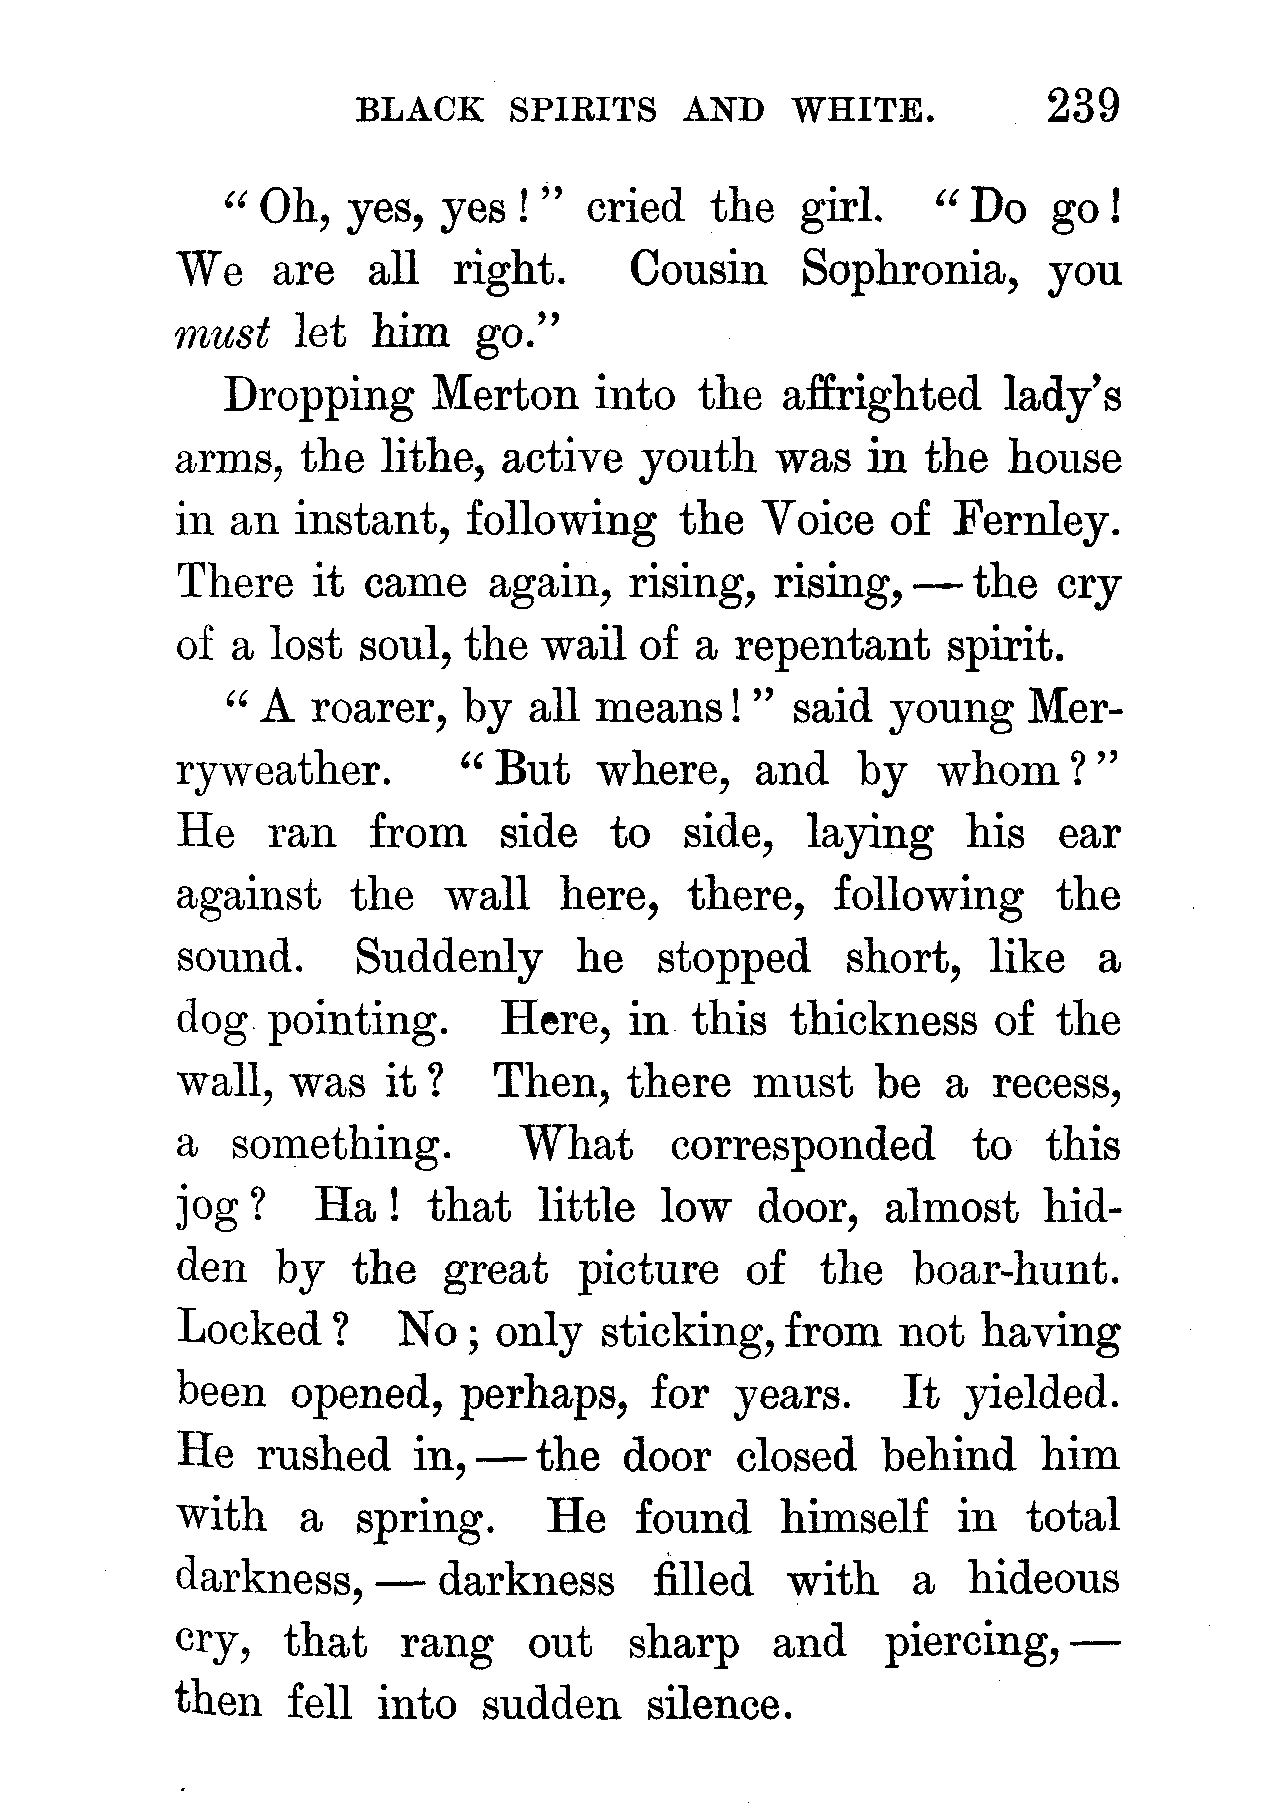 BLACK SPIRITS AND WHITE. 239
“Oh, yes, yes!” cried the girl. “Do go!
We are all right. Cousin Sophronia, you
must let him go.”
Dropping Merton into the affrighted lady’s
arms, the lithe, active youth was in the house
in an instant, following the Voice of Fernley.
There it came again, rising, rising,—the cry
of a lost soul, the wail of a repentant spirit.
“A roarer, by all means!” said young Mer-
ryweather. “But where, and by whom?”
He ran from side to side, laying his ear
against the wall here, there, following the
sound. Suddenly he stopped short, like a
dog pointing. Here, in this thickness of the
wall, was it? Then, there must be a recess,
a something. What corresponded to this
jog? Ha! that little low door, almost hid-
den by the great picture of the boar-hunt.
Locked? No; only sticking, from not having
been opened, perhaps, for years. It yielded.
He rushed in,—the door closed behind him
with a spring. He found himself in total
darkness,—darkness filled with a hideous
cry, that rang out sharp and piercing,—
then fell into sudden silence.